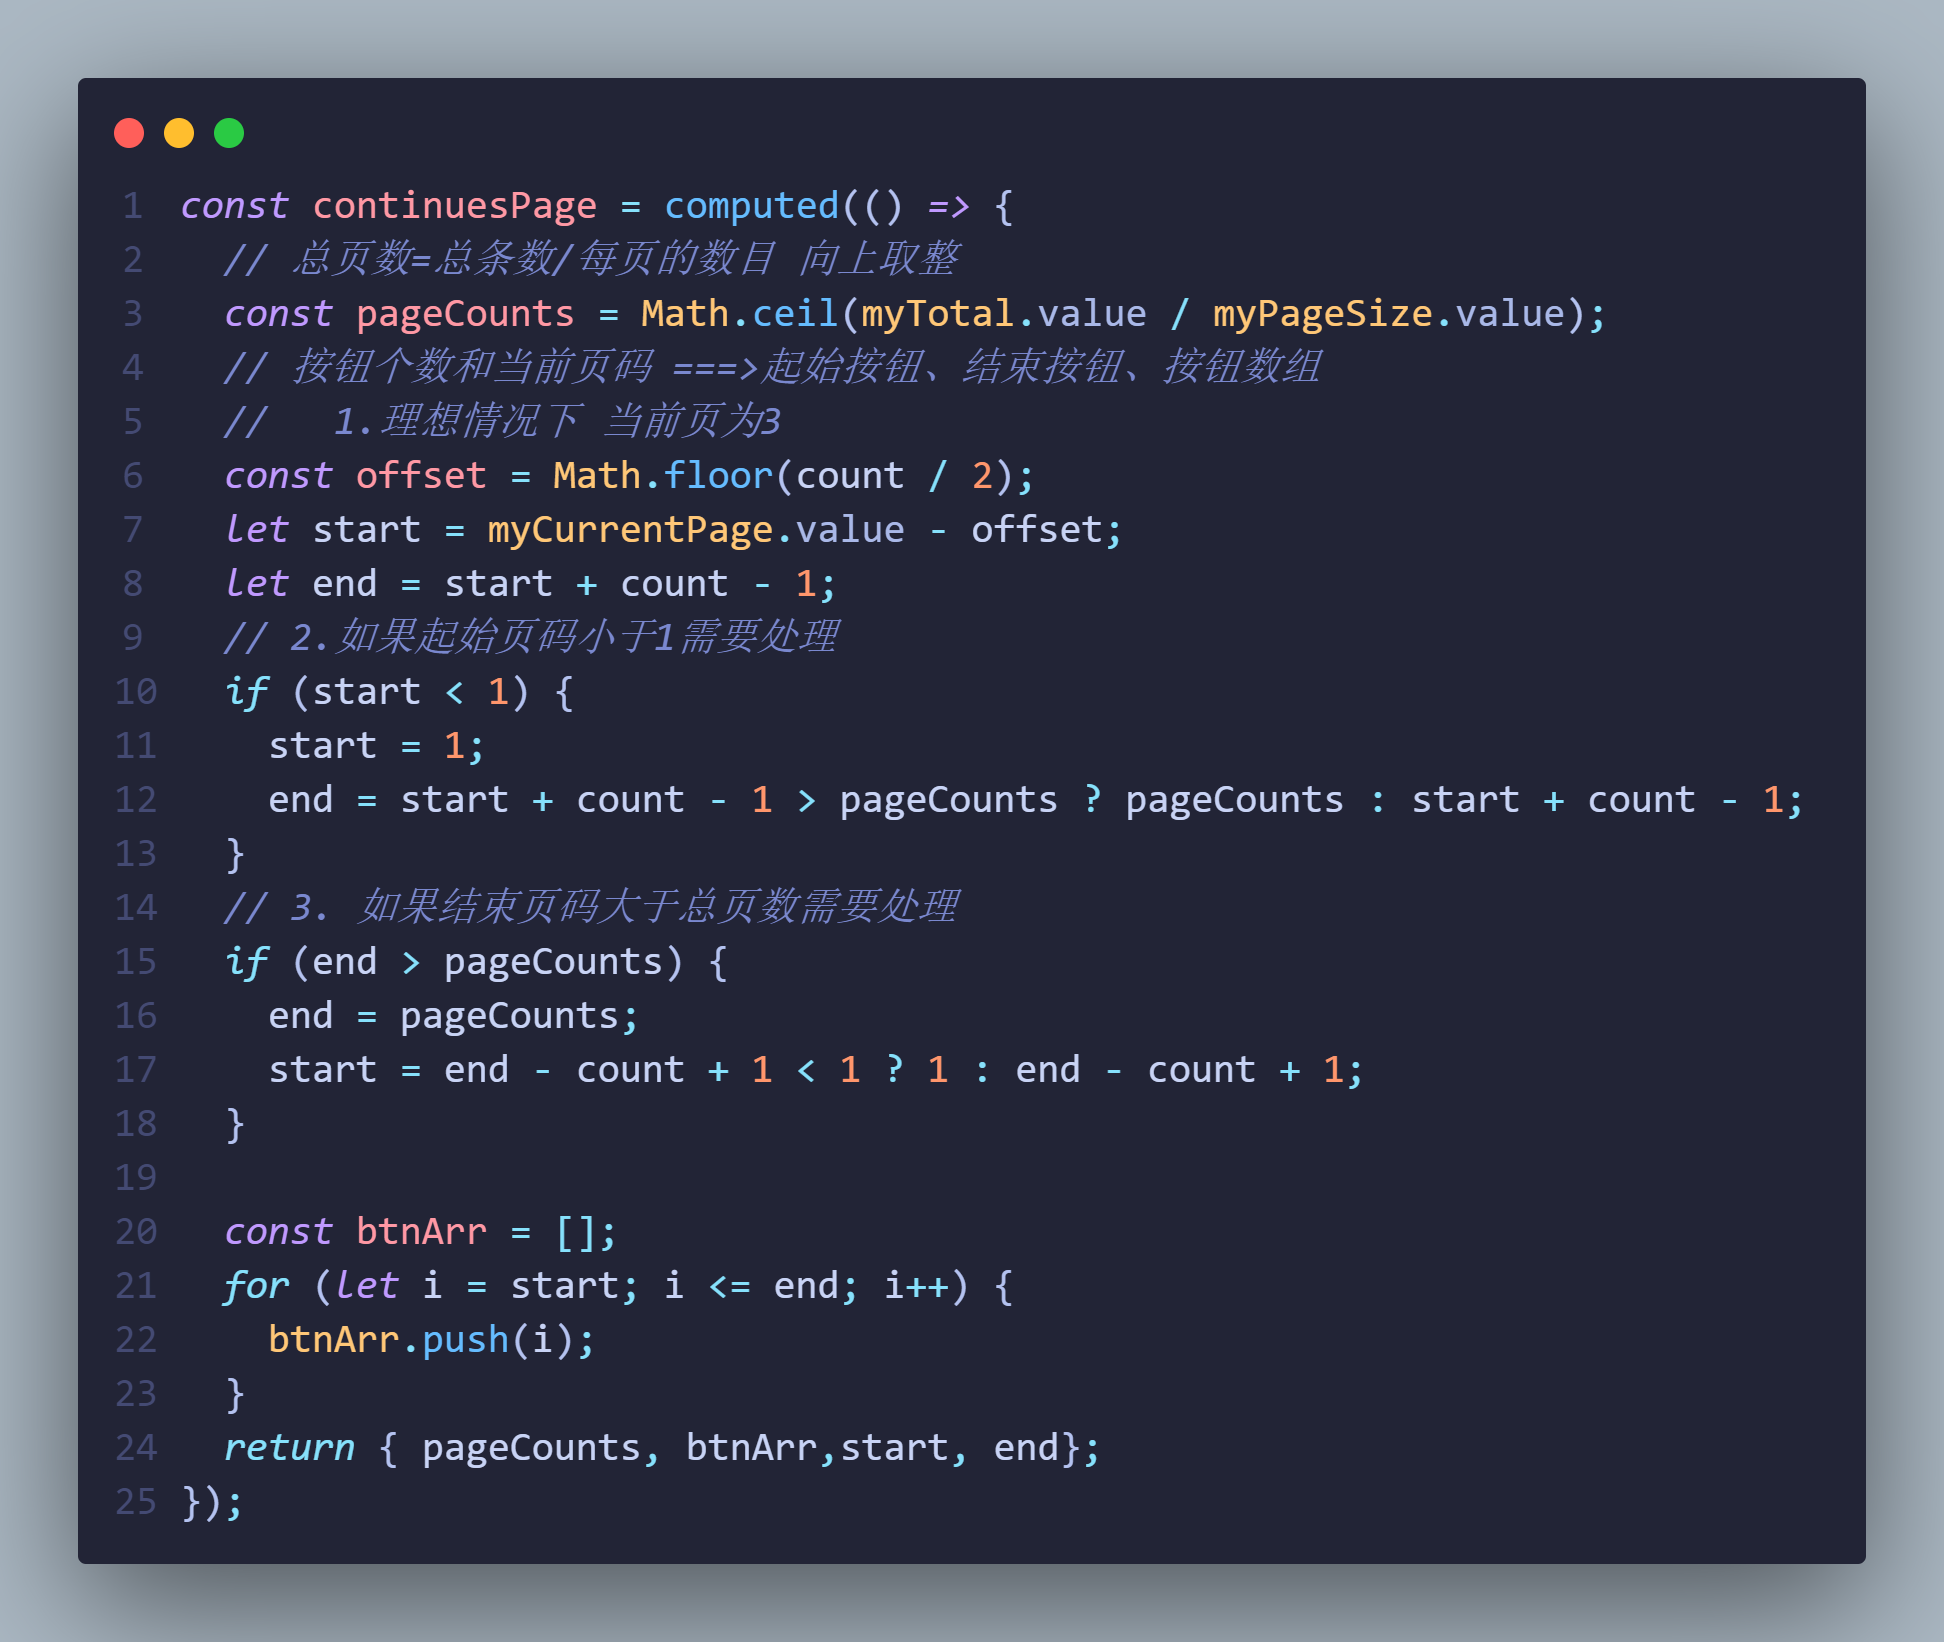 1 const continuesPage = computed(() => {
2   // 总页数=总条数/每页的数目 向上取整
3   const pageCounts = Math.ceil(myTotal.value / myPageSize.value);
4   // 按钮个数和当前页码 ===>起始按钮、结束按钮、按钮数组
5   //   1.理想情况下 当前页为3
6   const offset = Math.floor(count / 2);
7   let start = myCurrentPage.value - offset;
8   let end = start + count - 1;
9   // 2.如果起始页码小于1需要处理
10   if (start < 1) {
11     start = 1;
12     end = start + count - 1 > pageCounts ? pageCounts : start + count - 1;
13   }
14   // 3. 如果结束页码大于总页数需要处理
15   if (end > pageCounts) {
16     end = pageCounts;
17     start = end - count + 1 < 1 ? 1 : end - count + 1;
18   }
19
20   const btnArr = [];
21   for (let i = start; i <= end; i++) {
22     btnArr.push(i);
23   }
24   return { pageCounts, btnArr,start, end};
25 });